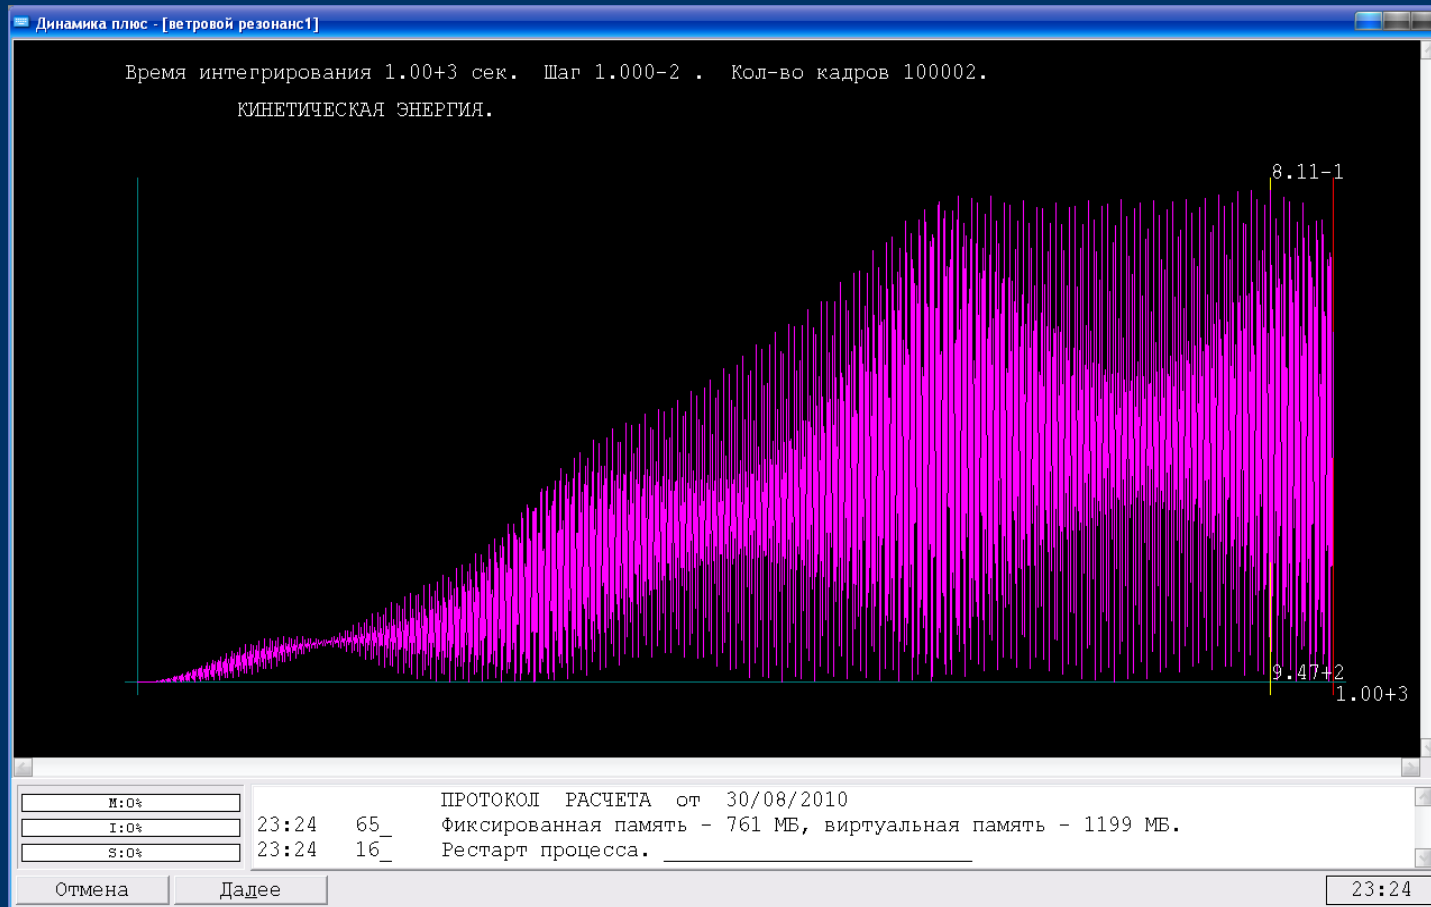 Динамика плюс - [ветровой резонанс1]
Время интегрирования 1.00+3 сек. Шаг 1.000-2 . Кол-во кадров 100002.
КИНЕТИЧЕСКАЯ ЭНЕРГИЯ.
8.11-1
9.47+2
1.00+3
ПРОТОКОЛ РАСЧЕТА от 30/08/2010
M:0%
I:0%
S:0%
23:24 65_ Фиксированная память - 761 МБ, виртуальная память - 1199 МБ.
23:24 16_ Рестарт процесса. ________________________
Отмена
Далее
23:24